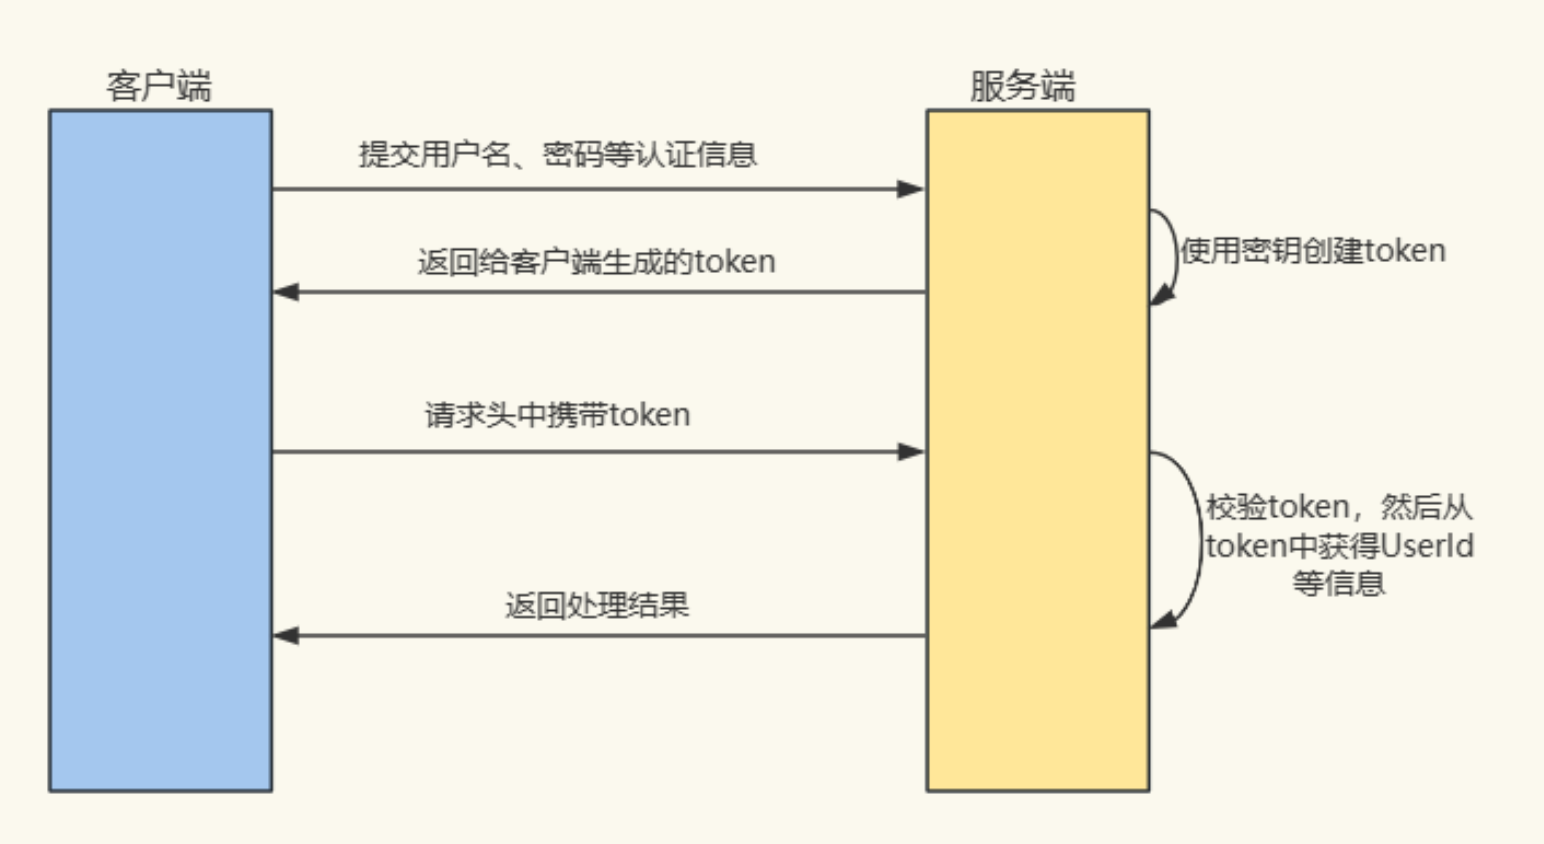 客户端
服务端
提交用户名、密码等认证信息
使用密钥创建token
返回给客户端生成的token
请求头中携带token
校验token，然后从
token中获得UserId
等信息
返回处理结果